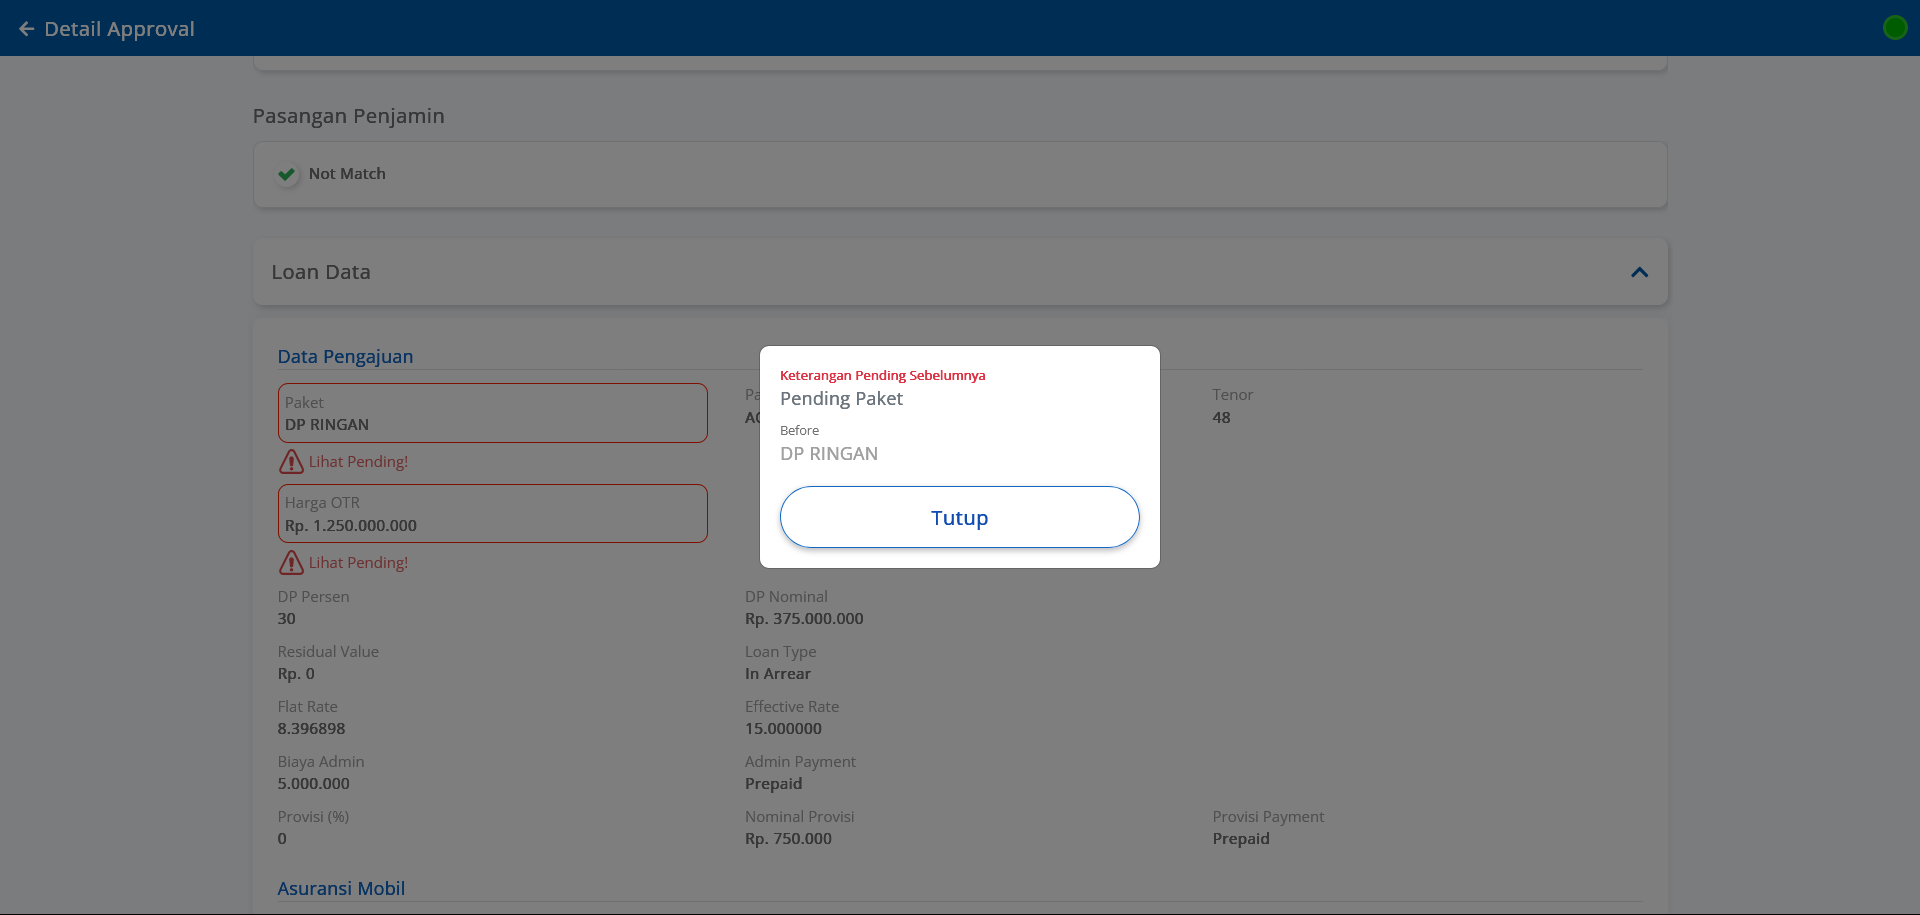 Detail Approval
Pasangan Penjamin
Not Match
Loan Data
Data Pengajuan
Paket
DP RINGAN
Lihat Pending!
Tenor
48
Harga OTR
Rp. 1.250.000.000
Lihat Pending!
Keterangan Pending Sebelumnya
Pending Paket
Before
DP RINGAN
Tutup
DP Persen
30
DP Nominal
Rp. 375.000.000
Residual Value
Rp. 0
Loan Type
In Arrear
Flat Rate
8.396898
Effective Rate
15.000000
Biaya Admin
5.000.000
Admin Payment
Prepaid
Provisi (%)
0
Nominal Provisi
Rp. 750.000
Provisi Payment
Prepaid
Asuransi Mobil